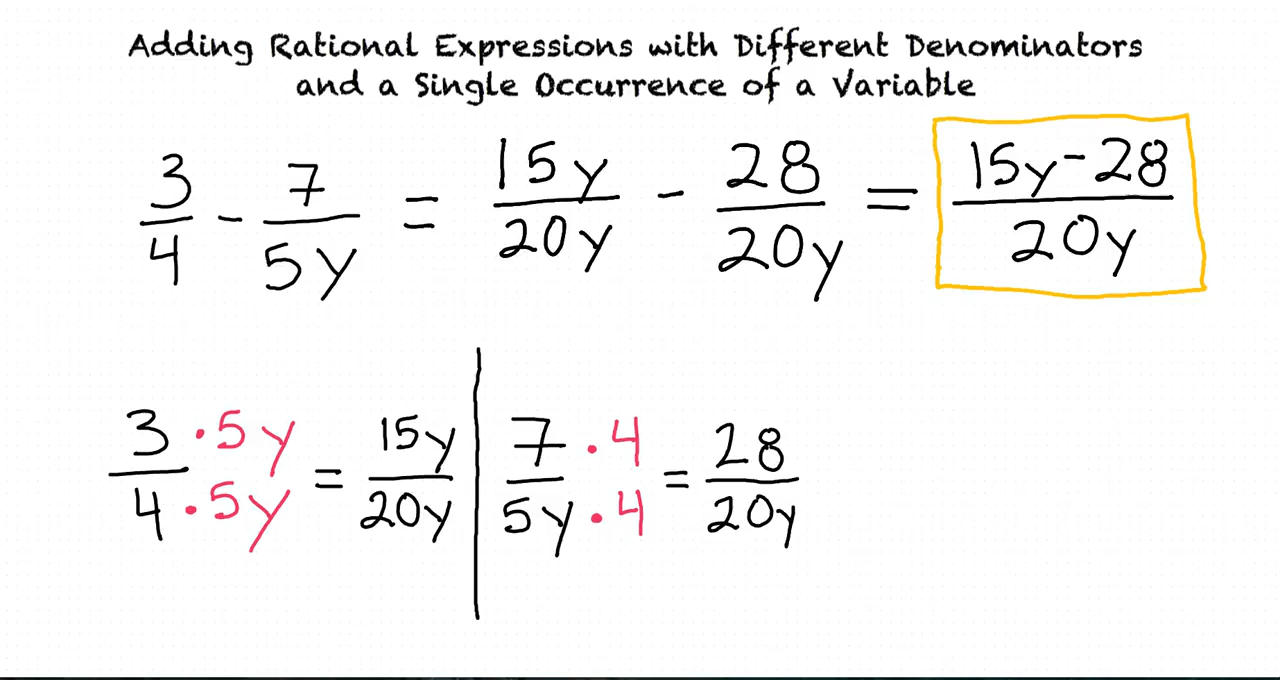 Adding Rational Expressions with Different Denominators
and a Single Occurrence of a Variable
3/4 - 7/5y = 15y/20y - 28/20y = 15y-28/20y
3·5y/4·5y = 15y/20y | 7·4/5y·4 = 28/20y